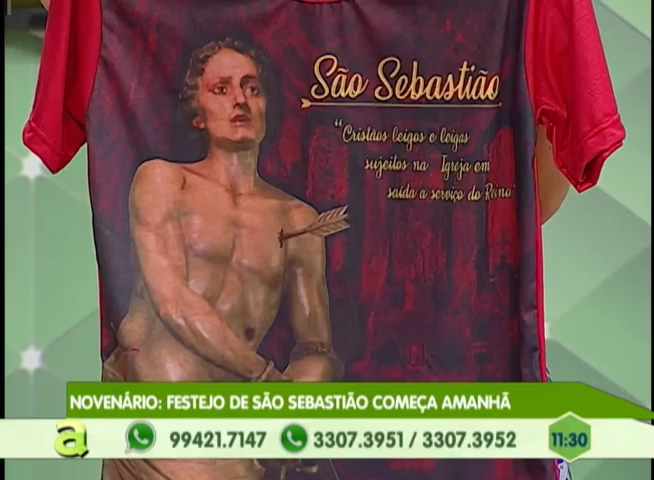 São Sebastião
"Cristãos leigos e leigas
sujeitos na Igreja em
saída a serviço do Reino"
NOVENÁRIO: FESTEJO DE SÃO SEBASTIÃO COMEÇA AMANHÃ
a 99421.7147 3307.3951 / 3307.3952 11:30